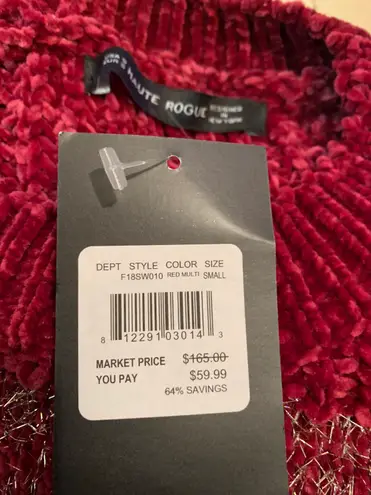 HAUTE ROGUE
DESIGNED
IN
NEW YORK
DEPT STYLE COLOR SIZE
F18SW010 RED MULTI SMALL
8 12291 03014 3
MARKET PRICE $165.00
YOU PAY $59.99
64% SAVINGS